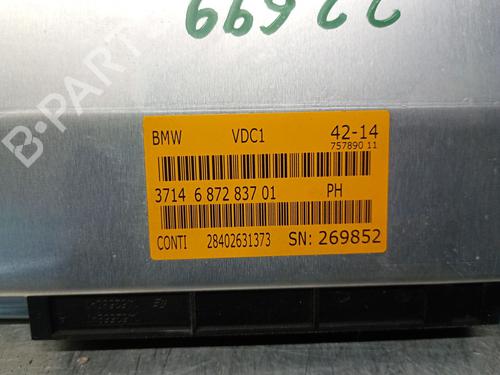 22699
BMW VDC1 42-14
757890 11
3714 6 872 837 01 PH
CONTI 28402631373 SN: 269852
B-PARTS